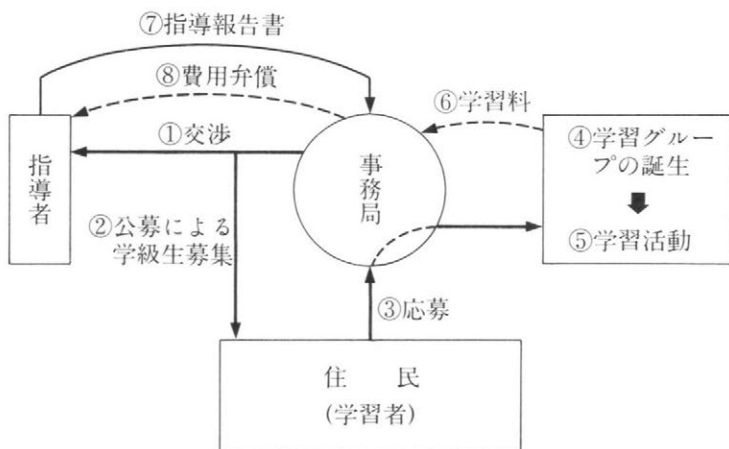 ⑦指導報告書
⑧費用弁償
⑥学習料
①交渉
指導者
事務局
④学習グルー
プの誕生
②公募による
学級生募集
⑤学習活動
③応募
住　民
(学習者)